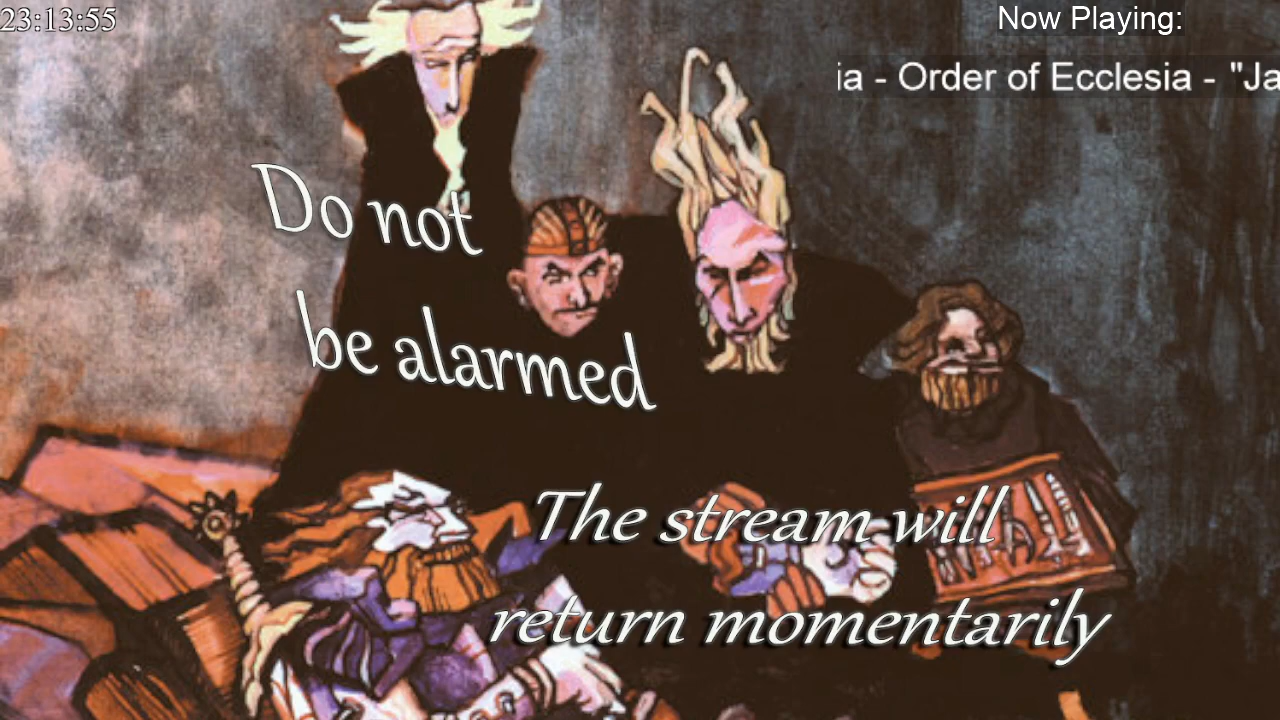 23:13:55
Now Playing:
ia - Order of Ecclesia - "Ja
Do not
be alarmed
The stream will
return momentarily